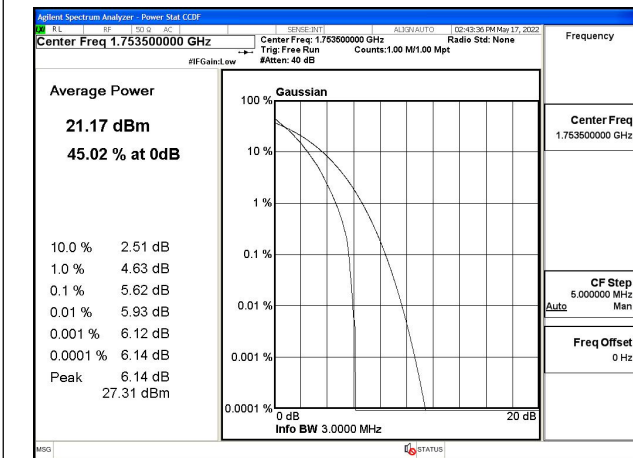 Agilent Spectrum Analyzer - Power Stat CCDF
RL RF 50 Ω AC SENSE:INT ALIGNAUTO 02:43:36 PM May 17, 2022
Center Freq 1.753500000 GHz
Center Freq: 1.753500000 GHz Radio Std: None
Trig: Free Run Counts:1.00 M/1.00 Mpt
#IFGain:Low #Atten: 40 dB
Frequency
Average Power
21.17 dBm
45.02 % at 0dB
10.0 % 2.51 dB
1.0 % 4.63 dB
0.1 % 5.62 dB
0.01 % 5.93 dB
0.001 % 6.12 dB
0.0001 % 6.14 dB
Peak 6.14 dB
27.31 dBm
Gaussian
100 %
10 %
1 %
0.1 %
0.01 %
0.001 %
0.0001 %
0 dB 20 dB
Info BW 3.0000 MHz
Center Freq
1.753500000 GHz
CF Step
5.000000 MHz
Auto Man
Freq Offset
0 Hz
MSG STATUS